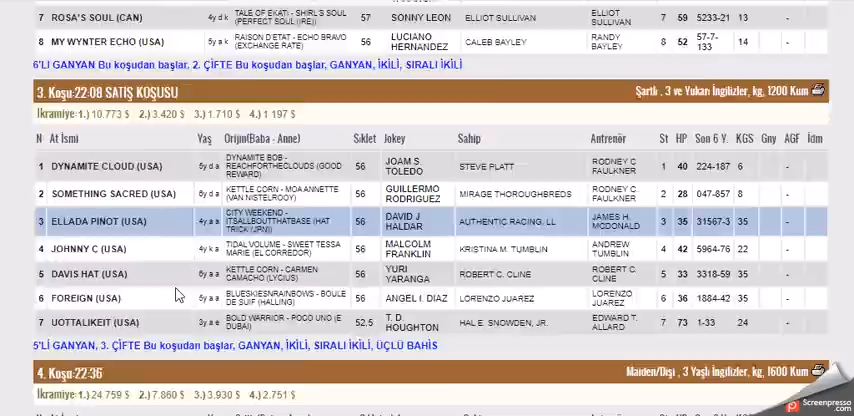 7 ROSA'S SOUL (CAN) 4y d k TALE OF EKATI - SHIRL'S SOUL (PERFECT SOUL (IRE)) 57 SONNY LEON ELLIOT SULLIVAN ELLIOT SULLIVAN 7 59 5233-21 13 -
8 MY WYNTER ECHO (USA) 5y a k RAISON D'ETAT - ECHO BRAVO (EXCHANGE RATE) 56 LUCIANO HERNANDEZ CALEB BAYLEY RANDY BAYLEY 8 52 57-7-133 14 -
6'LI GANYAN Bu koşudan başlar, 2. ÇİFTE Bu koşudan başlar, GANYAN, İKİLİ, SIRALI İKİLİ
3. Koşu:22:08 SATIŞ KOŞUSU Şartlı , 3 ve Yukarı İngilizler, kg, 1200 Kum
İkramiye:1.) 10.773 $ 2.) 3.420 $ 3.) 1.710 $ 4.) 1 197 $
N At İsmi Yaş Orijin(Baba - Anne) Sıklet Jokey Sahip Antrenör St HP Son 6 Y. KGS Gny AGF İdm
1 DYNAMITE CLOUD (USA) DYNAMITE BOB - REACHFORTHECLOUDS (GOOD REWARD) 56 JOAM S. TOLEDO STEVE PLATT RODNEY C. FAULKNER 1 40 224-187 6 -
2 SOMETHING SACRED (USA) KETTLE CORN - MOA ANNETTE (VAN NISTELROOY) 56 GUILLERMO RODRIGUEZ MIRAGE THOROUGHBREDS RODNEY C. FAULKNER 2 28 047-857 8 -
3 ELLADA PINOT (USA) 4y a a CITY WEEKEND - ITSALLBOUTTHATBASE (HAT TRICK (JPN)) 56 DAVID J HALDAR AUTHENTIC RACING, LL JAMES H. MCDONALD 3 35 31567-3 35 -
4 JOHNNY C (USA) 4y k a TIDAL VOLUME - SWEET TESSA MARIE (EL CORREDOR) 56 MALCOLM FRANKLIN KRISTINA M. TUMBLIN ANDREW TUMBLIN 4 42 5964-76 22 -
5 DAVIS HAT (USA) KETTLE CORN - CARMEN CAMACHO (LYCIUS) 56 YURI YARANGA ROBERT C. CLINE ROBERT C. CLINE 5 33 3318-59 35 -
6 FOREIGN (USA) BLUESKIESNRAINBOWS - BOULE DE SUIF (HALLING) 56 ANGEL I. DIAZ LORENZO JUAREZ LORENZO JUAREZ 6 36 1884-42 35 -
7 UOTTALIKEIT (USA) 3y a e BOLD WARRIOR - POCO UNO (E DUBAI) 52,5 T. D. HOUGHTON HAL E. SNOWDEN, JR. EDWARD T. ALLARD 7 73 1-33 24 -
5'Lİ GANYAN, 3. ÇİFTE Bu koşudan başlar, GANYAN, İKİLİ, SIRALI İKİLİ, ÜÇLÜ BAHİS
4. Koşu:22:36 Maiden/Dişi , 3 Yaşlı İngilizler, kg, 1600 Kum
İkramiye:1.) 24 759 $ 2.) 7.860 $ 3.) 3.930 $ 4.) 2.751 $
Screenpresso
.com